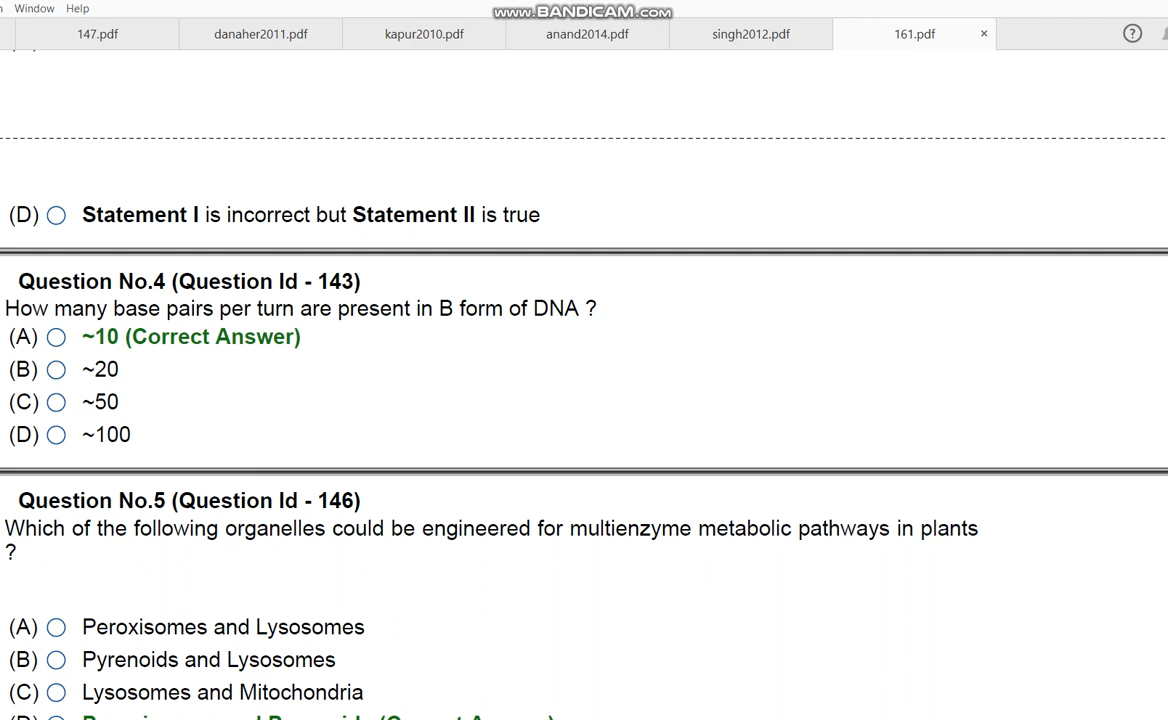 Window Help
www.BANDICAM.com
147.pdf danaher2011.pdf kapur2010.pdf anand2014.pdf singh2012.pdf 161.pdf ×
(D) Statement I is incorrect but Statement II is true
Question No.4 (Question Id - 143)
How many base pairs per turn are present in B form of DNA ?
(A) ~10 (Correct Answer)
(B) ~20
(C) ~50
(D) ~100
Question No.5 (Question Id - 146)
Which of the following organelles could be engineered for multienzyme metabolic pathways in plants
?
(A) Peroxisomes and Lysosomes
(B) Pyrenoids and Lysosomes
(C) Lysosomes and Mitochondria